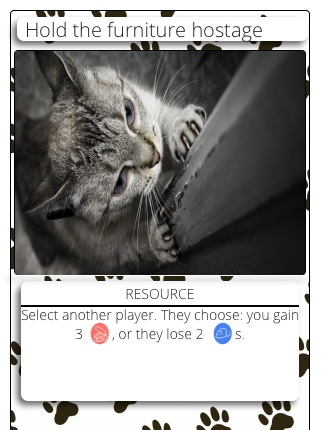 Hold the furniture hostage
RESOURCE
Select another player. They choose: you gain
3 , or they lose 2 s.